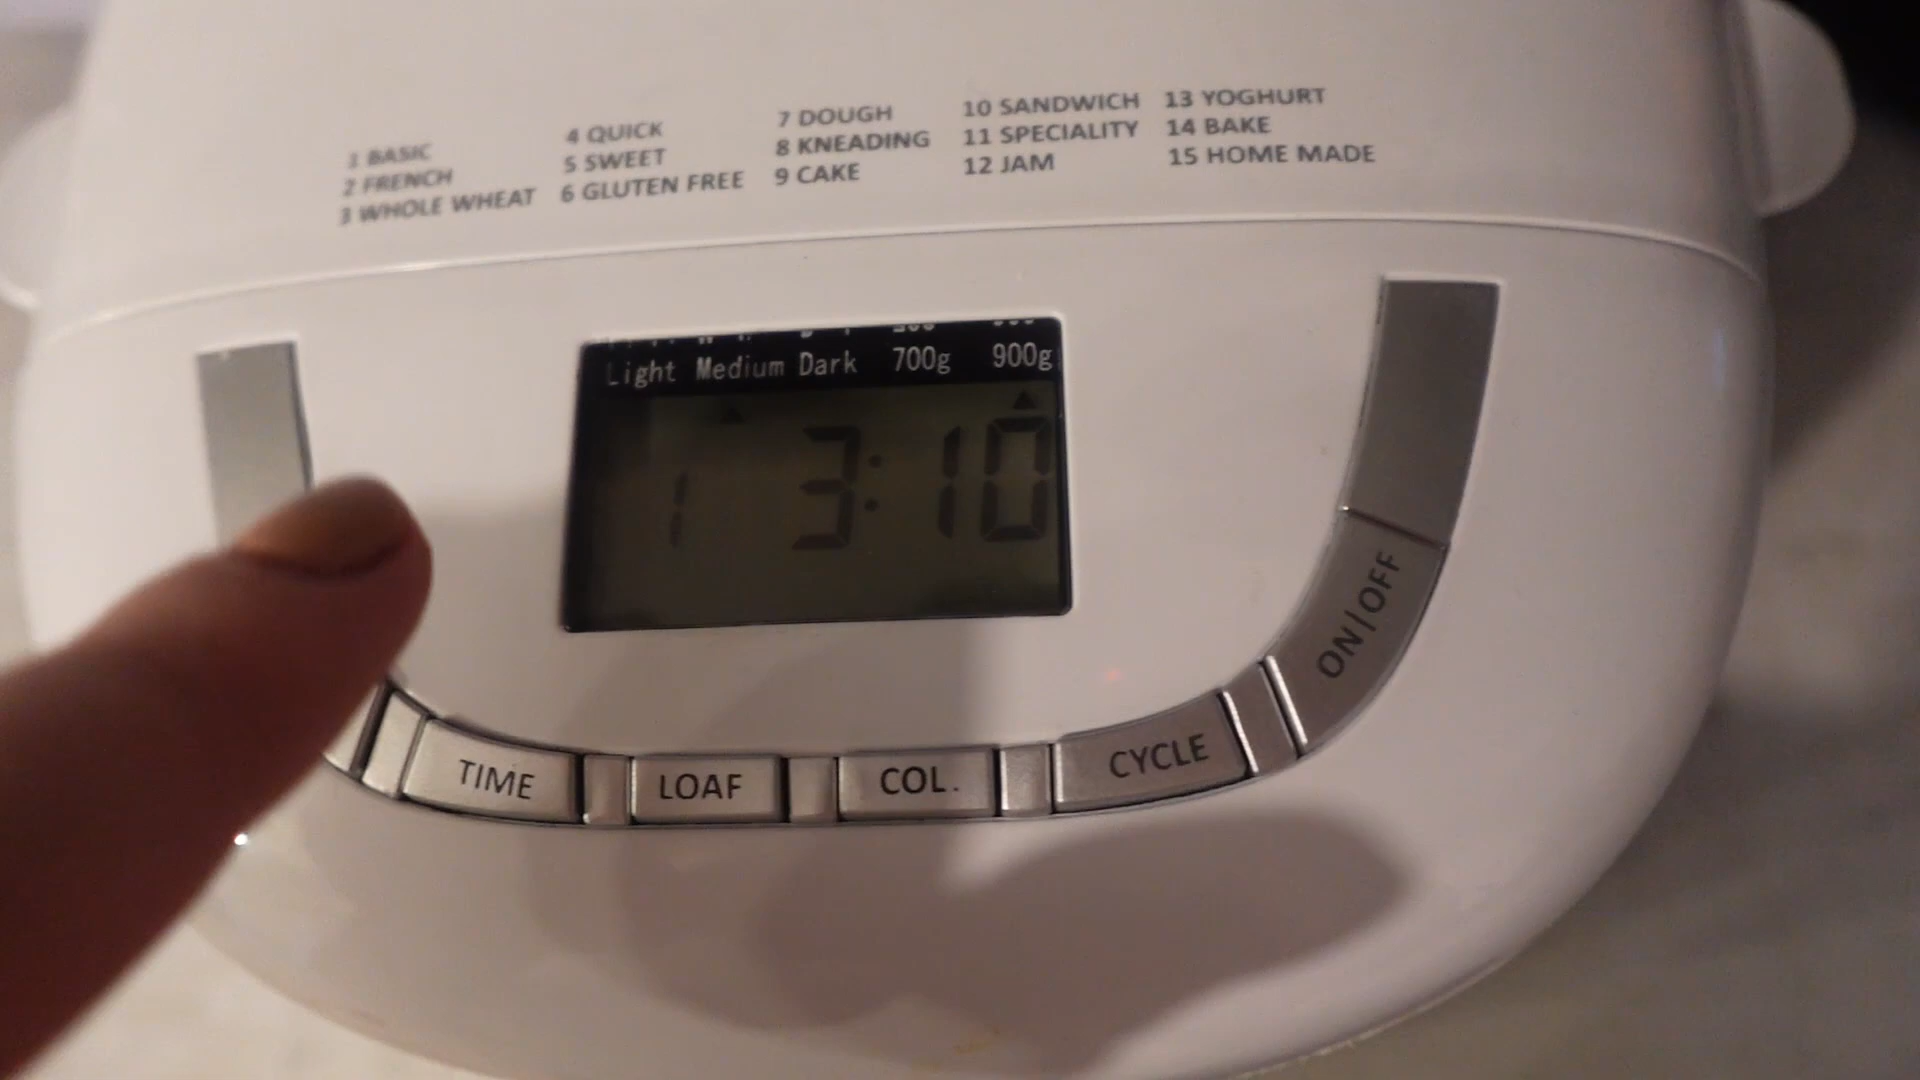 1 BASIC
2 FRENCH
3 WHOLE WHEAT
4 QUICK
5 SWEET
6 GLUTEN FREE
7 DOUGH
8 KNEADING
9 CAKE
10 SANDWICH
11 SPECIALITY
12 JAM
13 YOGHURT
14 BAKE
15 HOME MADE
Light Medium Dark 700g 900g
1 3:10
TIME
LOAF
COL.
CYCLE
ON|OFF